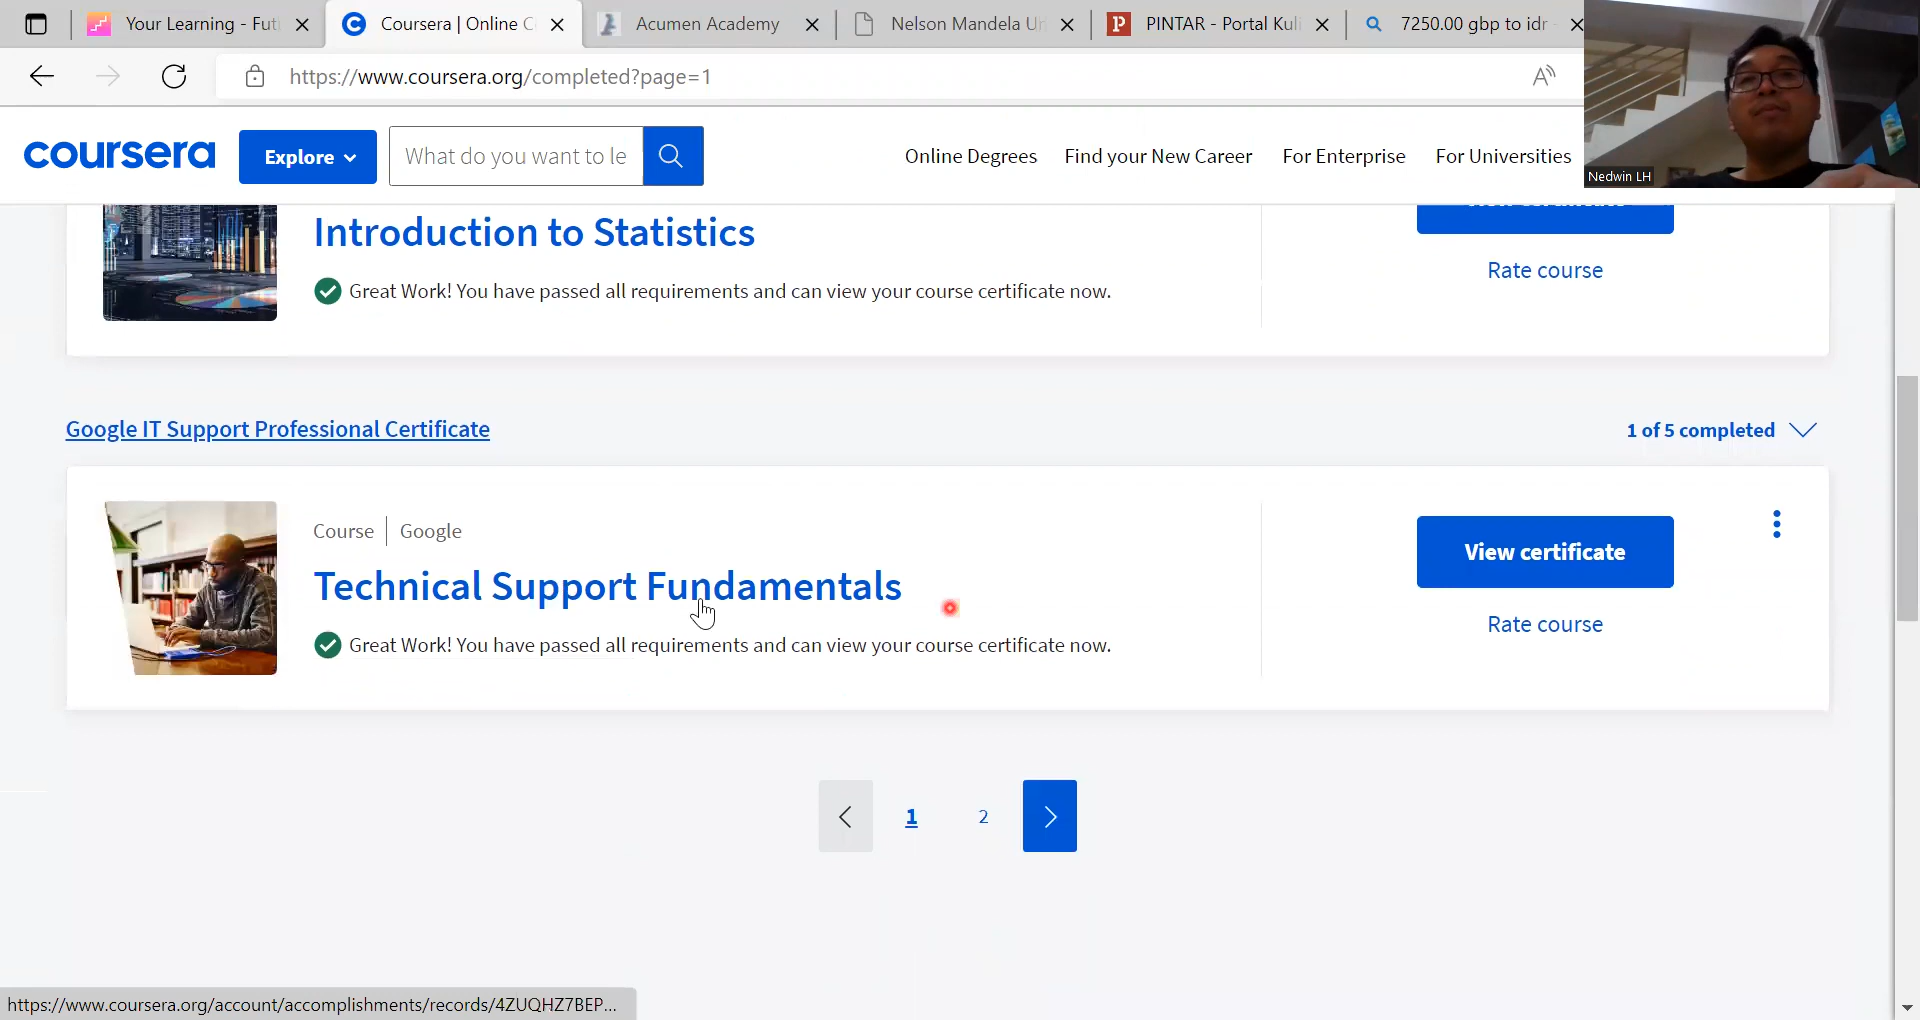 Your Learning - Fut
Coursera | Online C
Acumen Academy
Nelson Mandela Un
PINTAR - Portal Kuli
7250.00 gbp to idr -
https://www.coursera.org/completed?page=1
Nedwin LH
coursera
Explore
What do you want to le
Online Degrees
Find your New Career
For Enterprise
For Universities
Introduction to Statistics
Great Work! You have passed all requirements and can view your course certificate now.
Rate course
Google IT Support Professional Certificate
1 of 5 completed
Course | Google
Technical Support Fundamentals
Great Work! You have passed all requirements and can view your course certificate now.
View certificate
Rate course
1
2
https://www.coursera.org/account/accomplishments/records/4ZUQHZ7BEP...